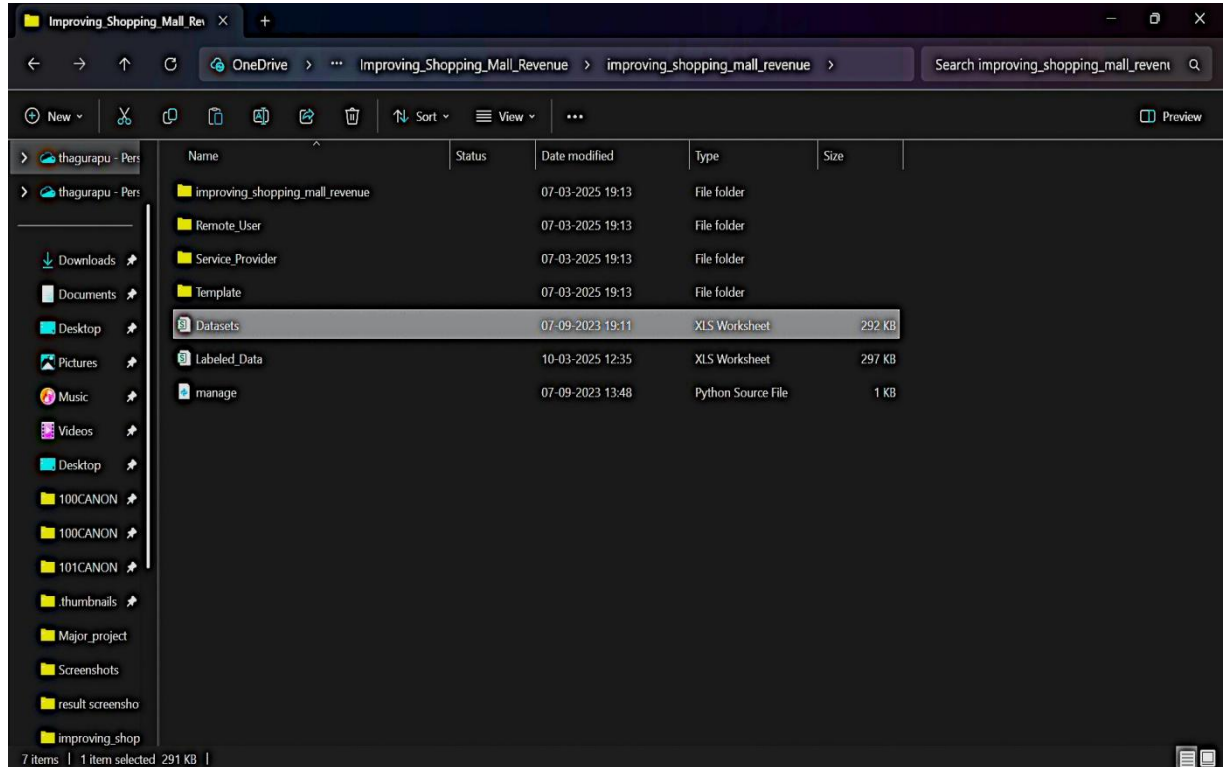 Improving_Shopping_Mall_Rev
OneDrive > ... Improving_Shopping_Mall_Revenue > improving_shopping_mall_revenue >
Search improving_shopping_mall_revenu
New Sort View ... Preview
Name Status Date modified Type Size
thagurapu - Pers
thagurapu - Pers
improving_shopping_mall_revenue 07-03-2025 19:13 File folder
Remote_User 07-03-2025 19:13 File folder
Service_Provider 07-03-2025 19:13 File folder
Template 07-03-2025 19:13 File folder
Datasets 07-09-2023 19:11 XLS Worksheet 292 KB
Labeled_Data 10-03-2025 12:35 XLS Worksheet 297 KB
manage 07-09-2023 13:48 Python Source File 1 KB
Downloads
Documents
Desktop
Pictures
Music
Videos
Desktop
100CANON
100CANON
101CANON
.thumbnails
Major_project
Screenshots
result screensho
improving_shop
7 items | 1 item selected 291 KB |